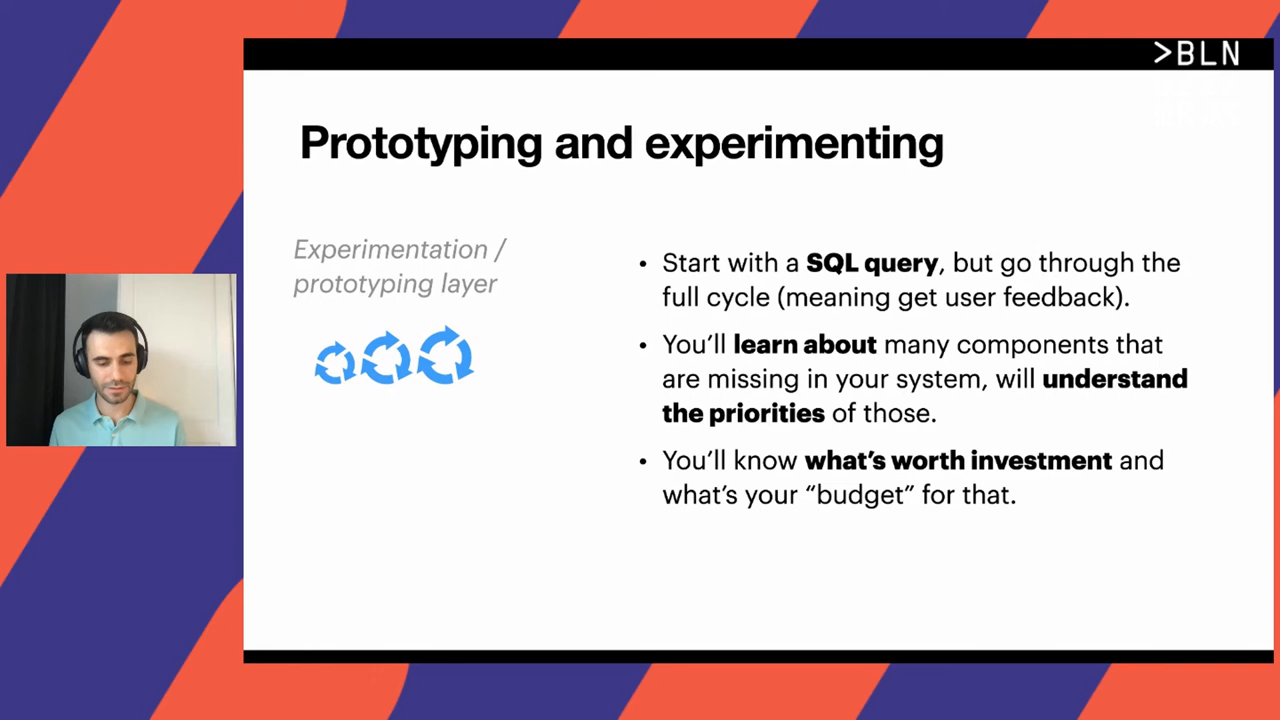 >BLN
Prototyping and experimenting
Experimentation /
prototyping layer
• Start with a SQL query, but go through the
full cycle (meaning get user feedback).
• You’ll learn about many components that
are missing in your system, will understand
the priorities of those.
• You’ll know what’s worth investment and
what’s your “budget” for that.